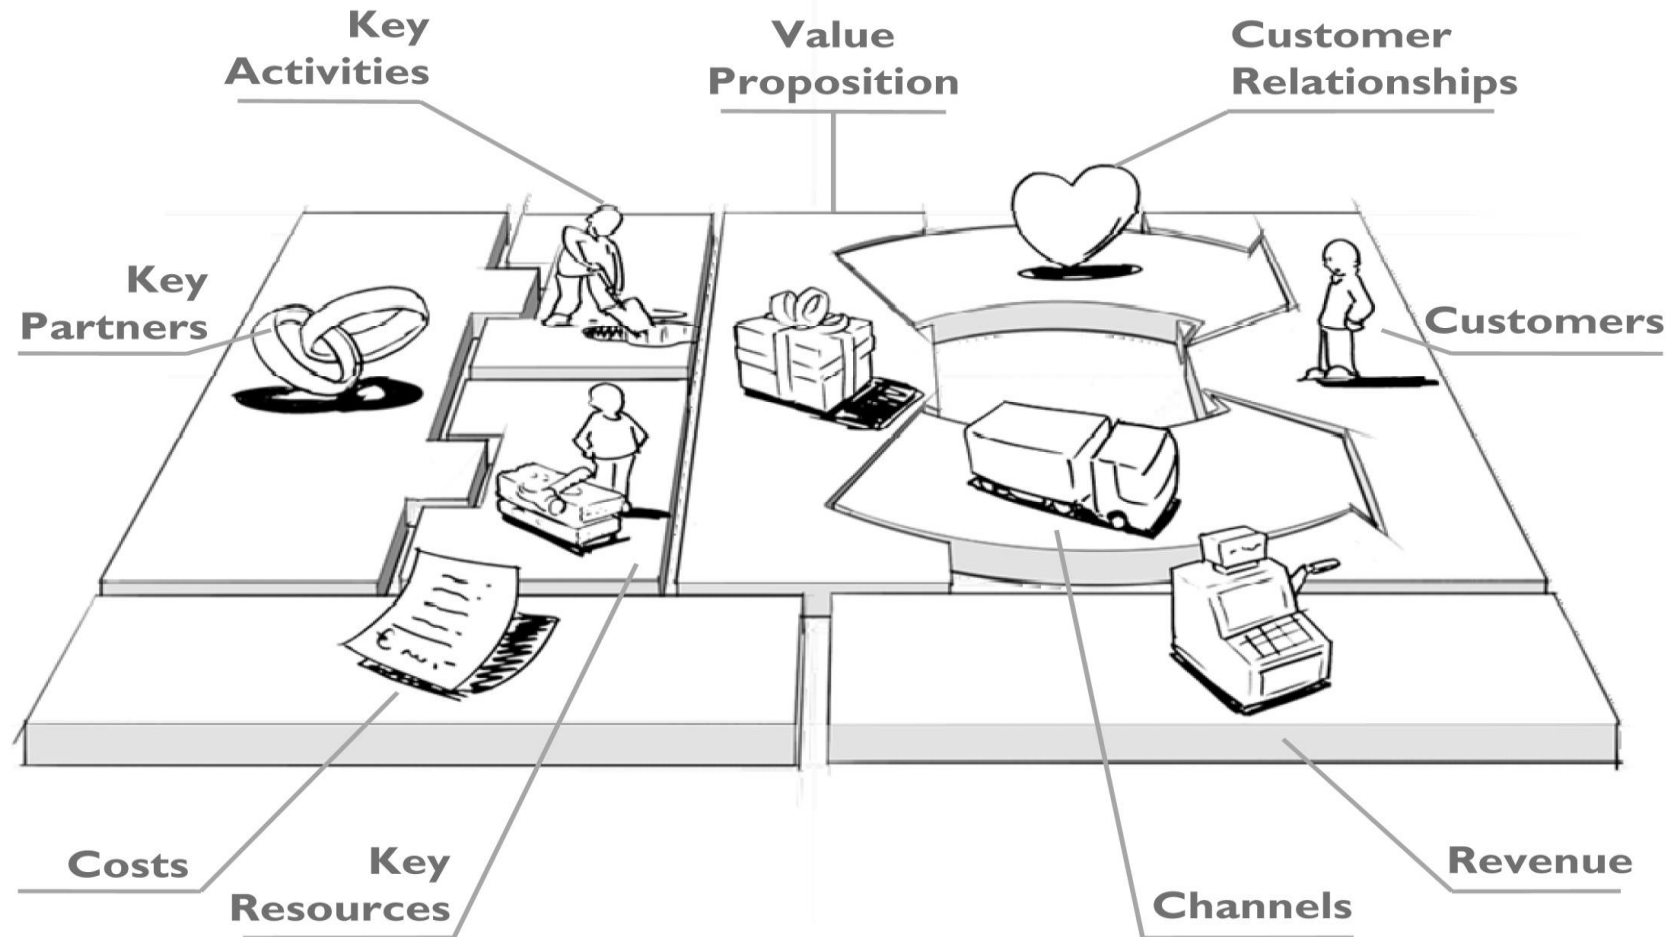 Key
Activities
Value
Proposition
Customer
Relationships
Key
Partners
Customers
Costs
Key
Resources
Channels
Revenue